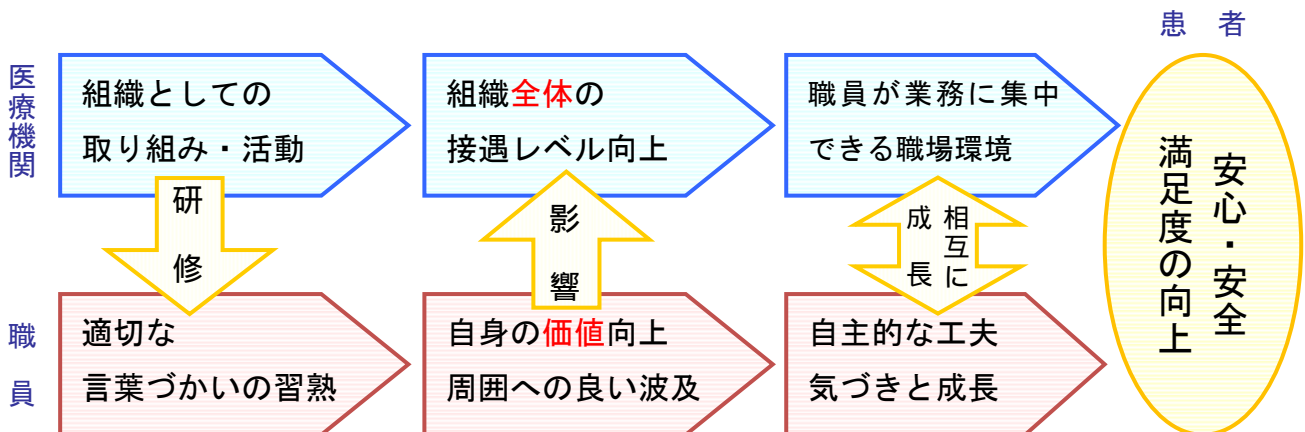 患者
医療機関
組織としての
取り組み・活動
組織全体の
接遇レベル向上
職員が業務に集中
できる職場環境
研修
影響
相互に
成長
職員
適切な
言葉づかいの習熟
自身の価値向上
周囲への良い波及
自主的な工夫
気づきと成長
安心・安全
満足度の向上